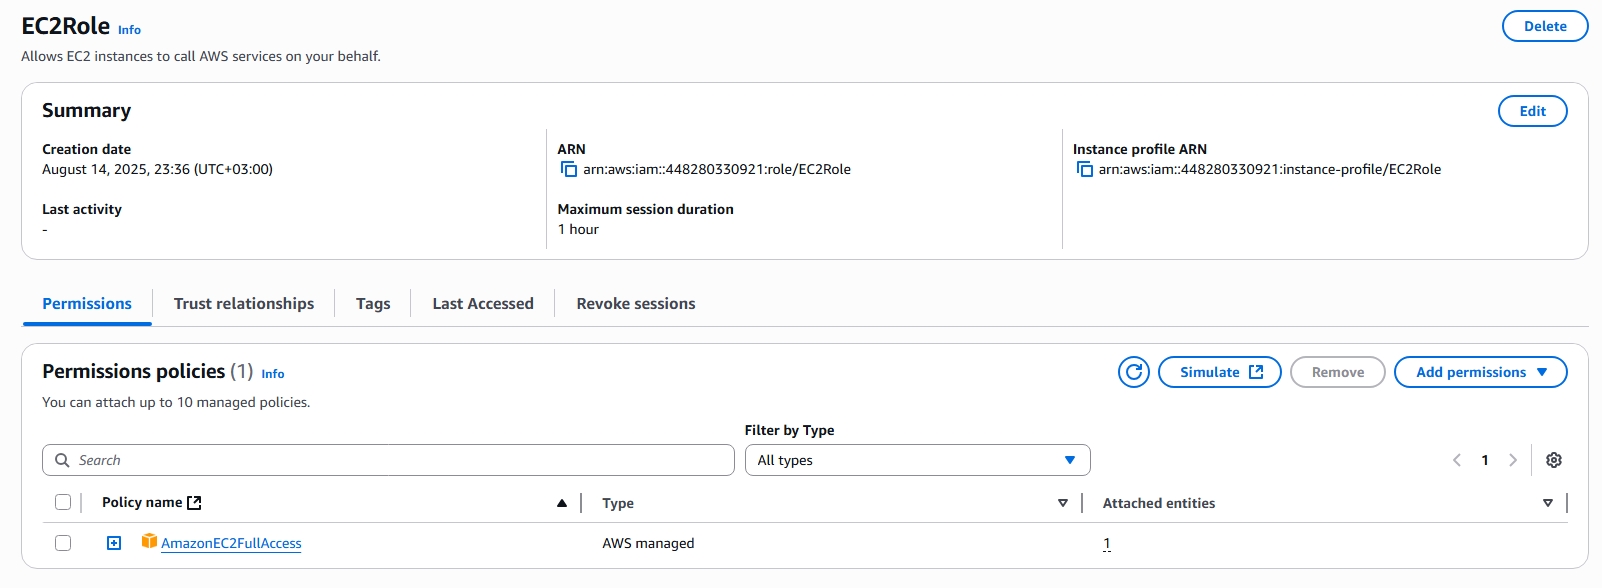 EC2Role Info
Delete
Allows EC2 instances to call AWS services on your behalf.
Summary
Edit
Creation date
August 14, 2025, 23:36 (UTC+03:00)
ARN
arn:aws:iam::448280330921:role/EC2Role
Instance profile ARN
arn:aws:iam::448280330921:instance-profile/EC2Role
Last activity
-
Maximum session duration
1 hour
Permissions
Trust relationships
Tags
Last Accessed
Revoke sessions
Permissions policies (1) Info
Simulate
Remove
Add permissions
You can attach up to 10 managed policies.
Filter by Type
Search
All types
1
Policy name
Type
Attached entities
AmazonEC2FullAccess
AWS managed
1